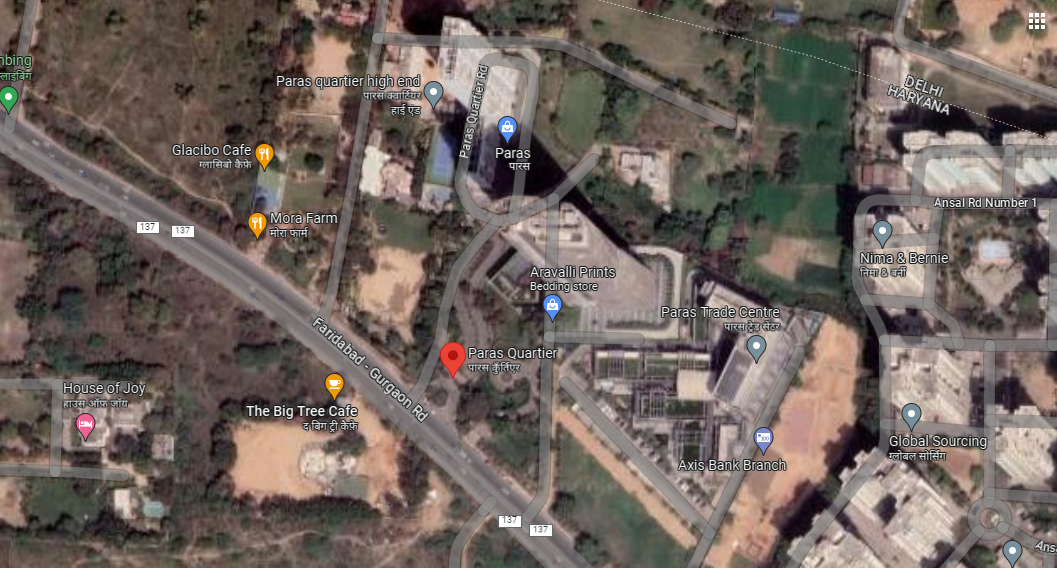 nbing
DELHI
HARYANA
Paras quartier high end
पारस क्वार्टियर
हाई एंड
Paras Quartier Rd
Paras
पारस
Glacibo Cafe
ग्लासिबो कैफ़े
Mora Farm
मोरा फार्म
137
137
Ansal Rd Number 1
Nima & Bernie
निमा & बर्नी
Aravalli Prints
Bedding store
Paras Trade Centre
पारस ट्रेड सेंटर
Faridabad - Gurgaon Rd
Paras Quartier
पारस कुर्तिएर
House of Joy
हाउस ऑफ़ जॉय
The Big Tree Cafe
द बिग ट्री कैफ़े
Global Sourcing
ग्लोबल सोर्सिंग
Axis Bank Branch
137
137
Ansa